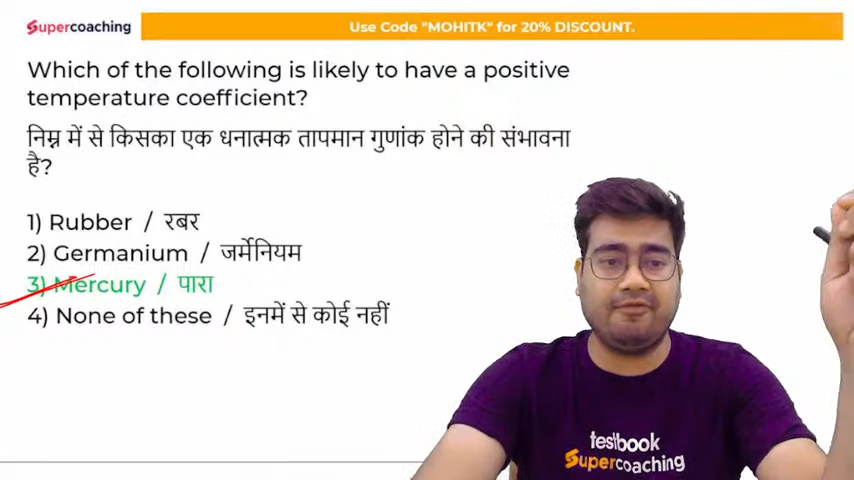 Supercoaching
Use Code "MOHITK" for 20% DISCOUNT.
Which of the following is likely to have a positive
temperature coefficient?
निम्न में से किसका एक धनात्मक तापमान गुणांक होने की संभावना
है?
1) Rubber / रबर
2) Germanium / जर्मेनियम
3) Mercury / पारा
4) None of these / इनमें से कोई नहीं
testbook
Supercoaching